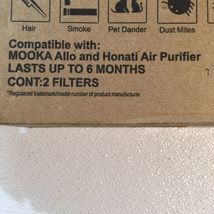 Hair Smoke Pet Dander Dust Mites
Compatible with:
MOOKA Allo and Honati Air Purifier
LASTS UP TO 6 MONTHS
CONT:2 FILTERS
*Registered trademark/model number of product manufacturer